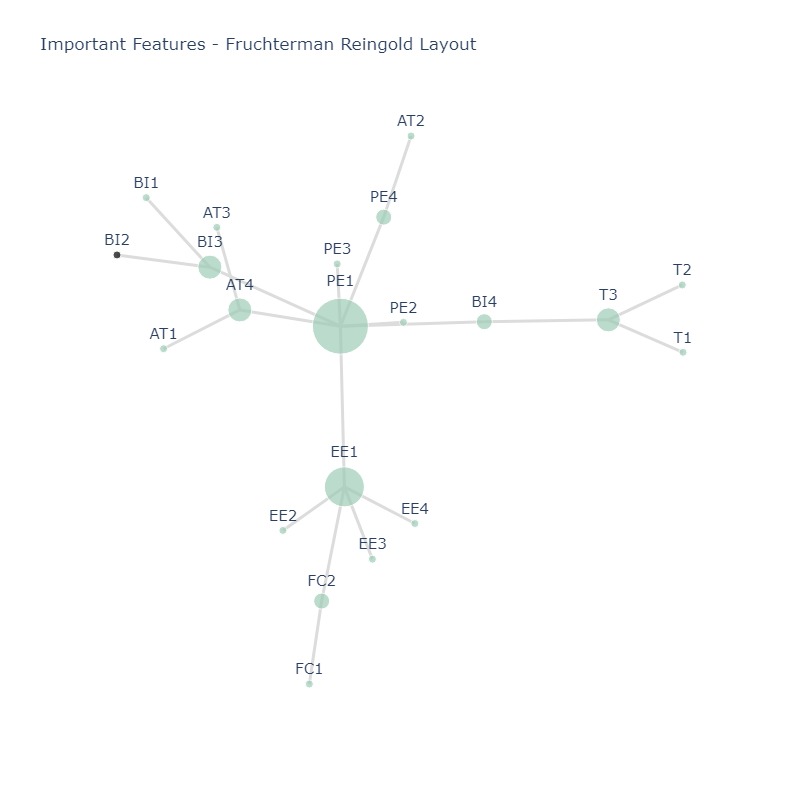 Important Features - Fruchterman Reingold Layout
AT2
BI1
PE4
AT3
BI2
BI3
PE3
T2
AT4
PE1
T3
BI4
PE2
AT1
T1
EE1
EE4
EE2
EE3
FC2
FC1